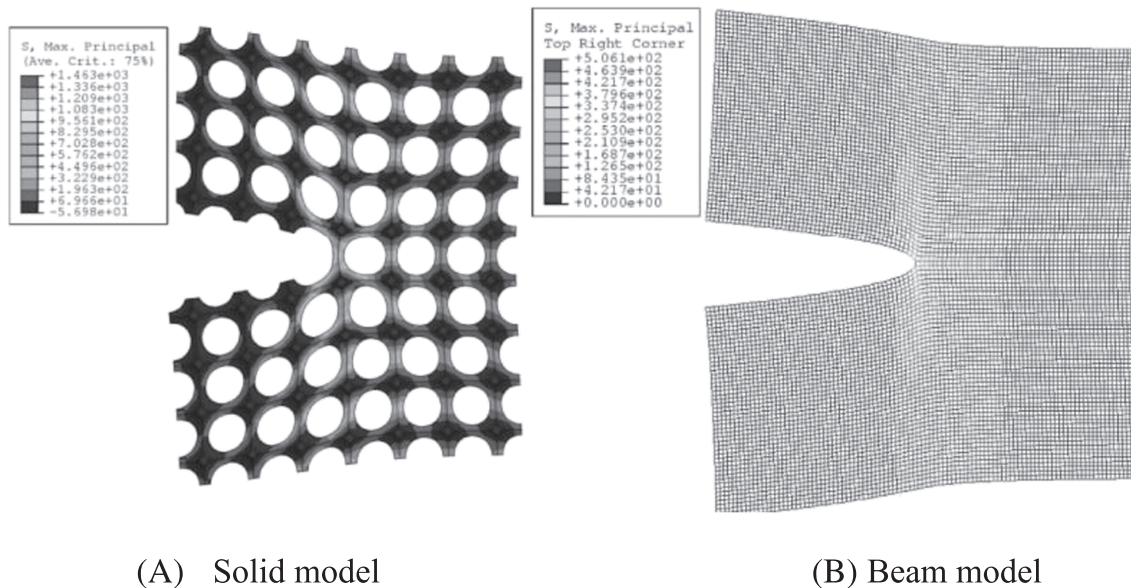 S, Max. Principal
(Ave. Crit.: 75%)
+1.463e+03
+1.336e+03
+1.209e+03
+1.083e+03
+9.561e+02
+8.295e+02
+7.028e+02
+5.762e+02
+4.496e+02
+3.229e+02
+1.963e+02
+6.966e+01
-5.698e+01
S, Max. Principal
Top Right Corner
+5.061e+02
+4.639e+02
+4.217e+02
+3.796e+02
+3.374e+02
+2.952e+02
+2.530e+02
+2.109e+02
+1.687e+02
+1.265e+02
+8.435e+01
+4.217e+01
+0.000e+00
(A) Solid model
(B) Beam model